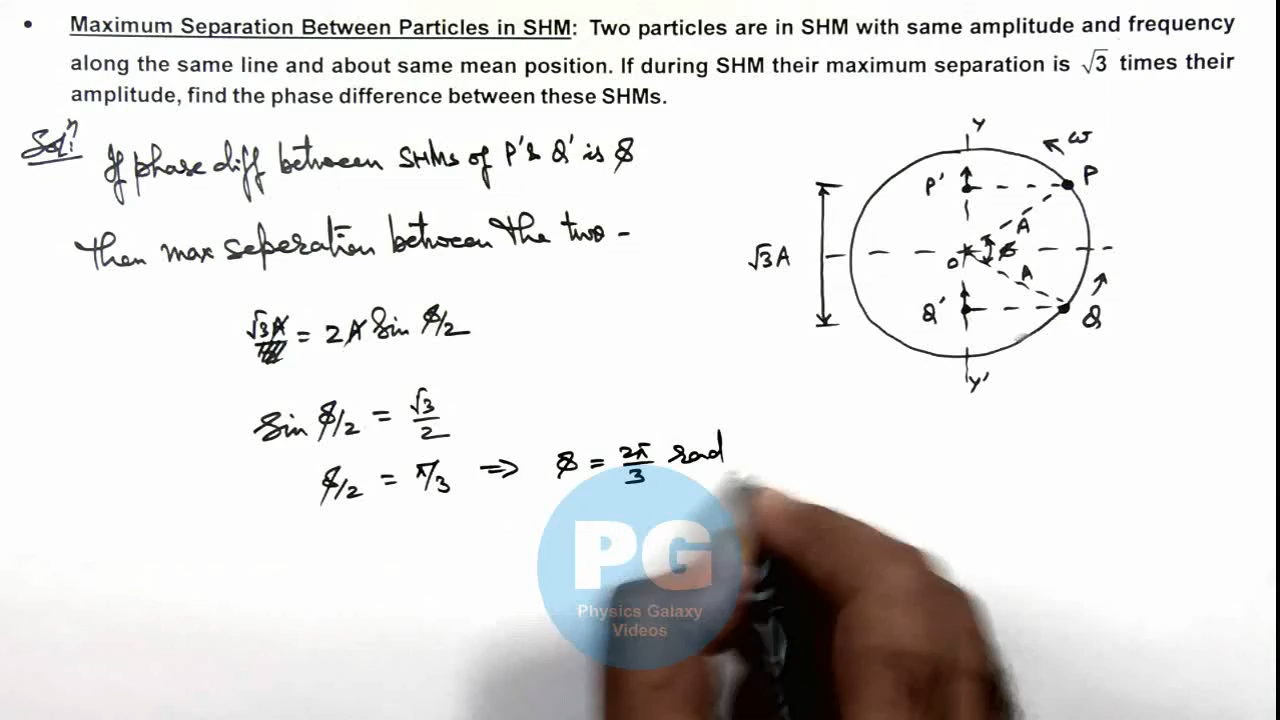 • Maximum Separation Between Particles in SHM: Two particles are in SHM with same amplitude and frequency
along the same line and about same mean position. If during SHM their maximum separation is √3 times their
amplitude, find the phase difference between these SHMs.
Solⁿ:
If phase diff between SHMs of P' & Q' is φ
Then max seperation between the two -
√3A = 2A Sin φ/2
Sin φ/2 = √3/2
φ/2 = π/3 ⇒ φ = 2π/3 rad
Y
ω
P'
P
A
√3A
O
φ
A
Q'
Q
Y'
PG
Physics Galaxy
Videos